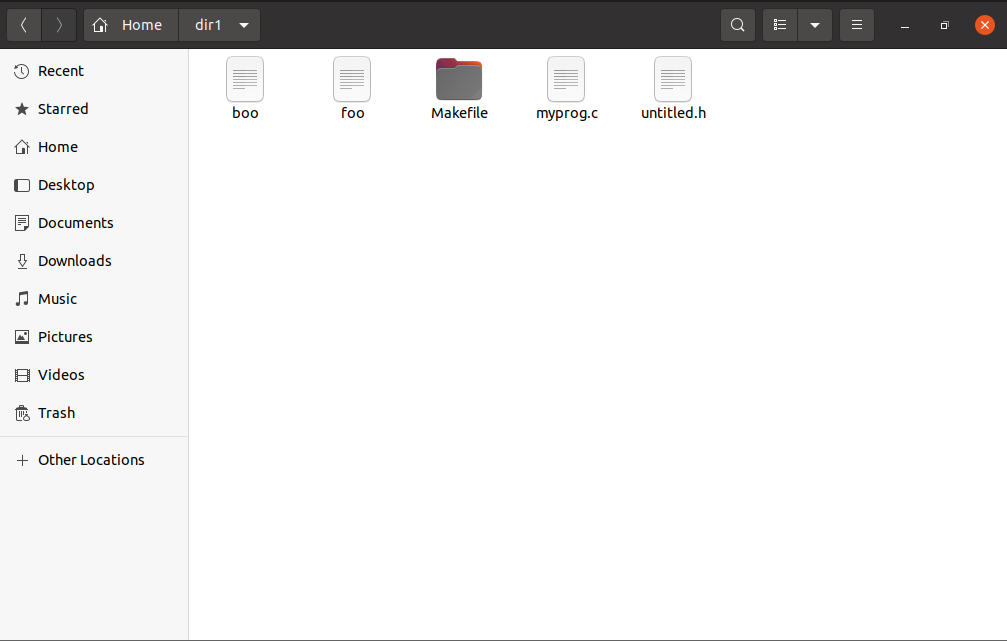 Home dir1
Recent
Starred
Home
Desktop
Documents
Downloads
Music
Pictures
Videos
Trash
Other Locations
boo foo Makefile myprog.c untitled.h